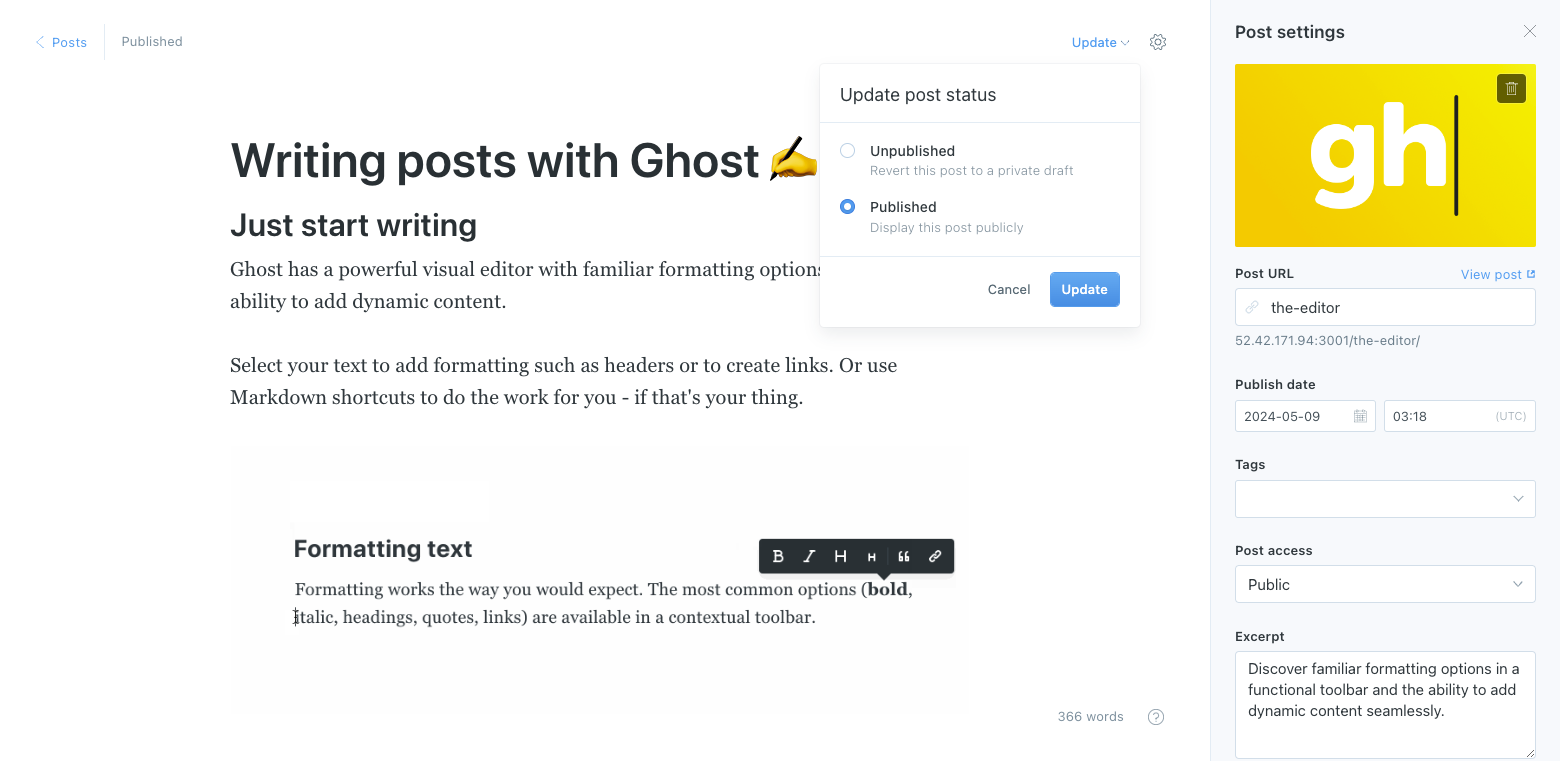 Posts
Published
Update
Update post status
Unpublished
Revert this post to a private draft
Published
Display this post publicly
Cancel
Update
Writing posts with Ghost
Just start writing
Ghost has a powerful visual editor with familiar formatting options
ability to add dynamic content.
Select your text to add formatting such as headers or to create links. Or use
Markdown shortcuts to do the work for you - if that's your thing.
Formatting text
B I H H
Formatting works the way you would expect. The most common options (bold,
italic, headings, quotes, links) are available in a contextual toolbar.
366 words
?
Post settings
gh
Post URL
View post
the-editor
52.42.171.94:3001/the-editor/
Publish date
2024-05-09
03:18
(UTC)
Tags
Post access
Public
Excerpt
Discover familiar formatting options in a
functional toolbar and the ability to add
dynamic content seamlessly.